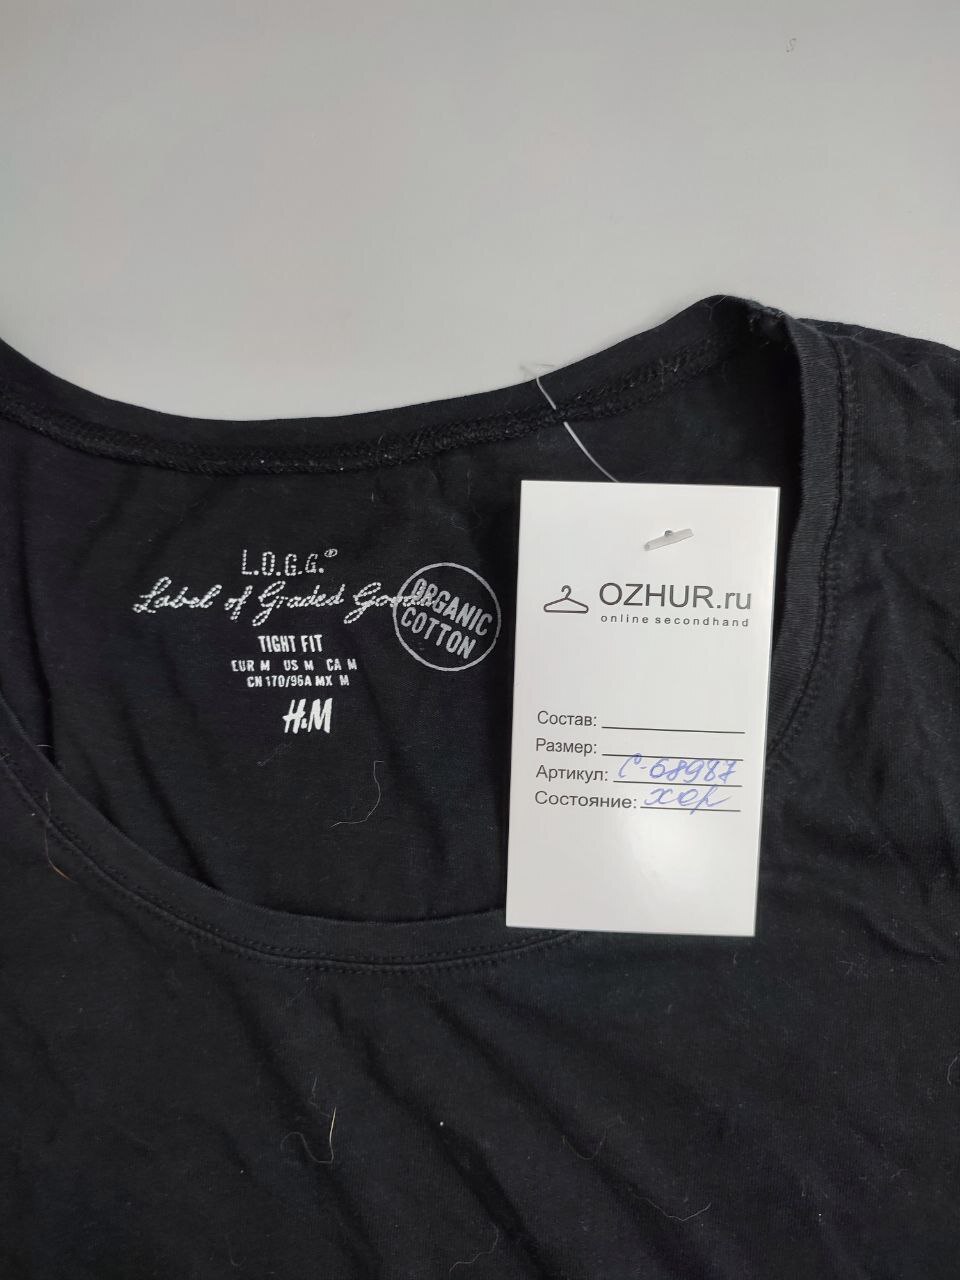 L.O.G.G.®
Label of Graded Goods
ORGANIC
COTTON
TIGHT FIT
EUR M US M CA M
CN 170/96A MX M
H&M
OZHUR.ru
online secondhand
Состав:
Размер:
Артикул: С-68987
Состояние: хор